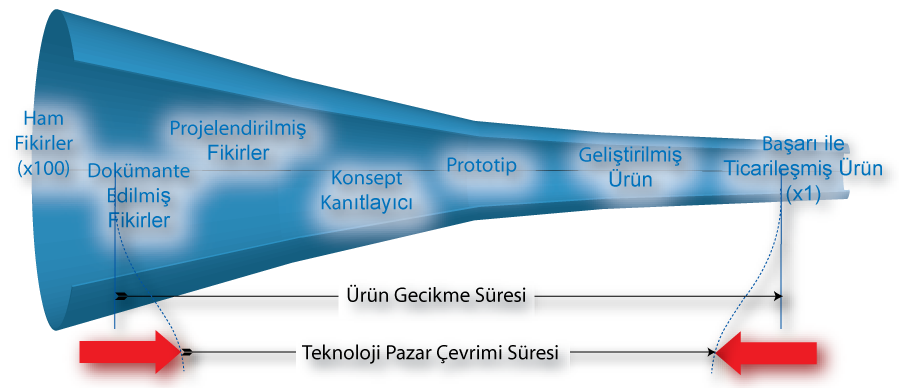 Ham
Fikirler
(x100)
Dokümante
Edilmiş
Fikirler
Projelendirilmiş
Fikirler
Konsept
Kanıtlayıcı
Prototip
Geliştirilmiş
Ürün
Başarı ile
Ticarileşmiş Ürün
(x1)
Ürün Gecikme Süresi
Teknoloji Pazar Çevrimi Süresi